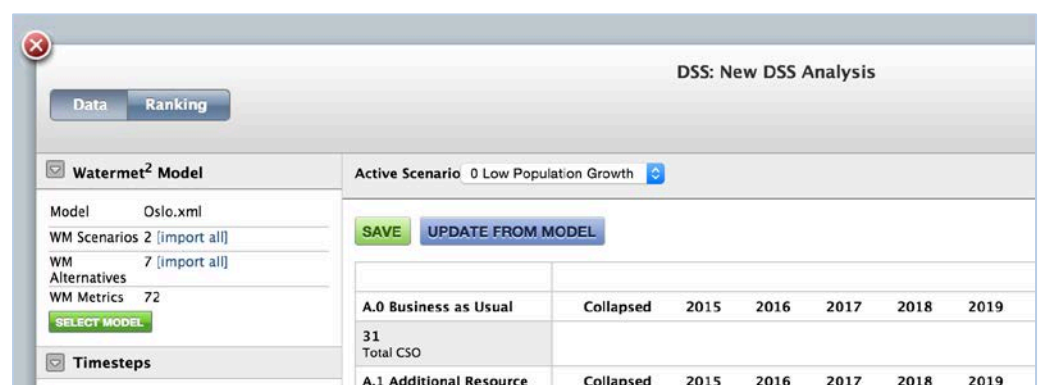 DSS: New DSS Analysis
Data Ranking
Watermet2 Model
Active Scenario 0 Low Population Growth
Model Oslo.xml
WM Scenarios 2 [import all]
WM 7 [import all]
Alternatives
WM Metrics 72
SELECT MODEL
Timesteps
SAVE UPDATE FROM MODEL
A.0 Business as Usual Collapsed 2015 2016 2017 2018 2019
31
Total CSO
A.1 Additional Resource Collapsed 2015 2016 2017 2018 2019